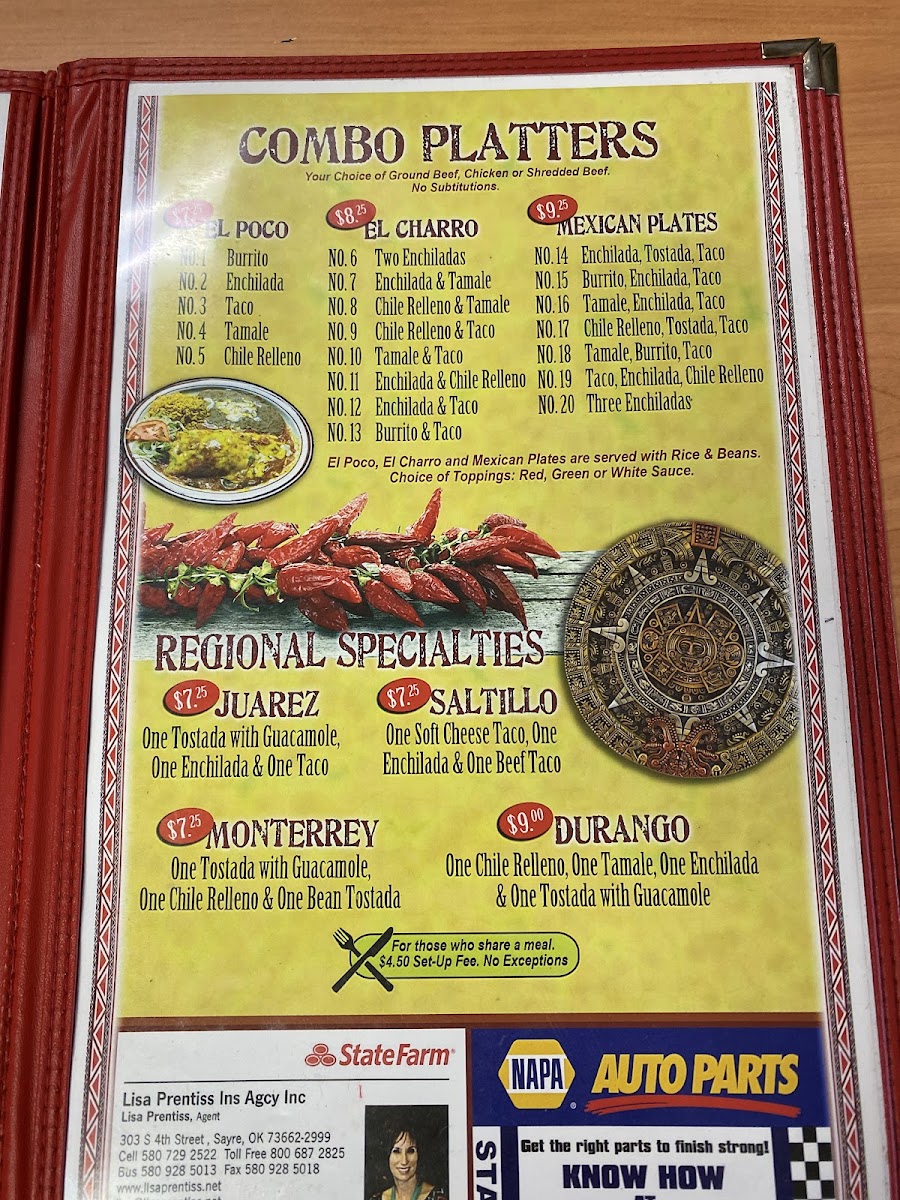 COMBO PLATTERS
Your Choice of Ground Beef, Chicken or Shredded Beef.
No Subtitutions.
EL POCO
NO. 1 Burrito
NO. 2 Enchilada
NO. 3 Taco
NO. 4 Tamale
NO. 5 Chile Relleno
$8.25
EL CHARRO
NO. 6 Two Enchiladas
NO. 7 Enchilada & Tamale
NO. 8 Chile Relleno & Tamale
NO. 9 Chile Relleno & Taco
NO. 10 Tamale & Taco
NO. 11 Enchilada & Chile Relleno
NO. 12 Enchilada & Taco
NO. 13 Burrito & Taco
$9.25
MEXICAN PLATES
NO. 14 Enchilada, Tostada, Taco
NO. 15 Burrito, Enchilada, Taco
NO. 16 Tamale, Enchilada, Taco
NO. 17 Chile Relleno, Tostada, Taco
NO. 18 Tamale, Burrito, Taco
NO. 19 Taco, Enchilada, Chile Relleno
NO. 20 Three Enchiladas
El Poco, El Charro and Mexican Plates are served with Rice & Beans.
Choice of Toppings: Red, Green or White Sauce.
REGIONAL SPECIALTIES
$7.25 JUAREZ
One Tostada with Guacamole,
One Enchilada & One Taco
$7.25 SALTILLO
One Soft Cheese Taco, One
Enchilada & One Beef Taco
$7.25 MONTERREY
One Tostada with Guacamole,
One Chile Relleno & One Bean Tostada
$9.00 DURANGO
One Chile Relleno, One Tamale, One Enchilada
& One Tostada with Guacamole
For those who share a meal.
$4.50 Set-Up Fee. No Exceptions
State Farm
Lisa Prentiss Ins Agcy Inc
Lisa Prentiss, Agent
303 S 4th Street, Sayre, OK 73662-2999
Cell 580 729 2522 Toll Free 800 687 2825
Bus 580 928 5013 Fax 580 928 5018
www.lisaprentiss.net
NAPA AUTO PARTS
Get the right parts to finish strong!
KNOW HOW